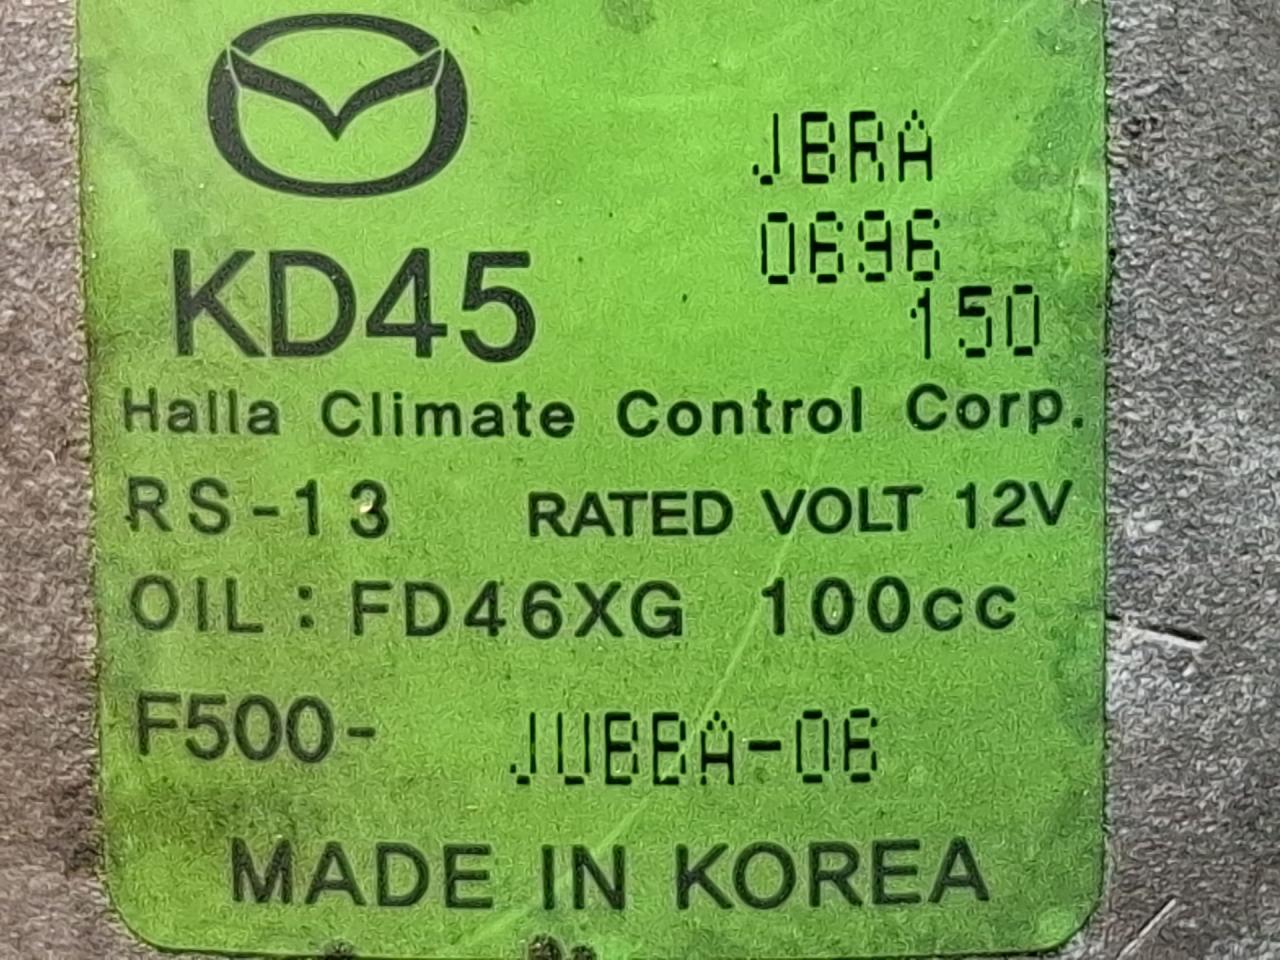 JBRA
0696
150
KD45
Halla Climate Control Corp.
RS-13 RATED VOLT 12V
OIL : FD46XG 100cc
F500- JUBBA-06
MADE IN KOREA